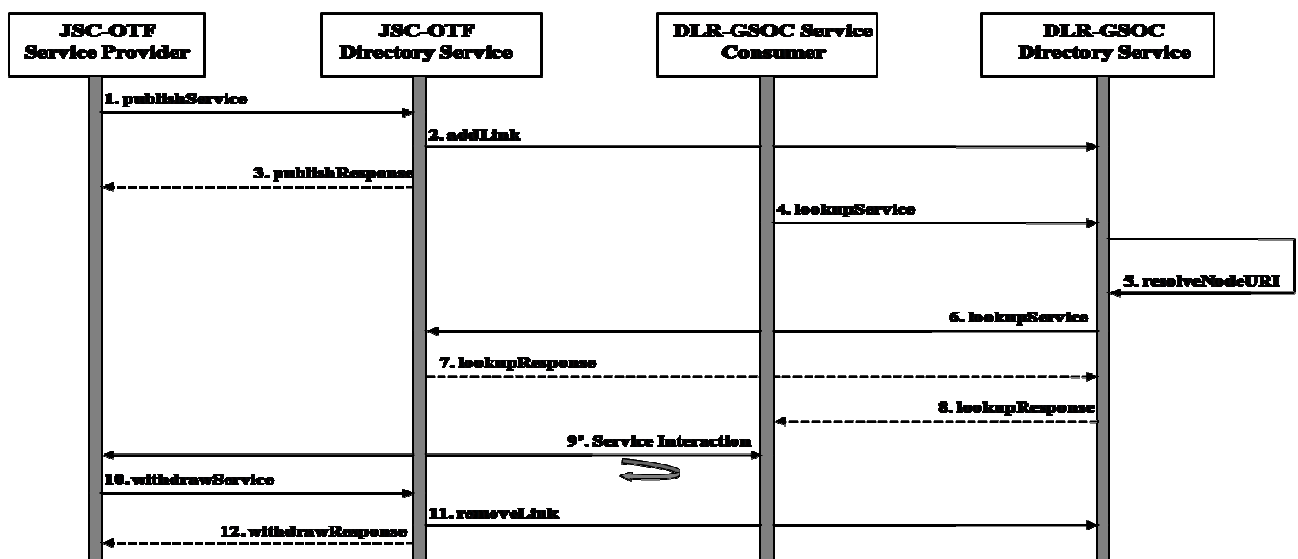 JSC-OTF
Service Provider
JSC-OTF
Directory Service
DLR-GSOC Service
Consumer
DLR-GSOC
Directory Service
1. publishService
2. addLink
3. publishResponse
4. lookupService
5. resolveNodeURI
6. lookupService
7. lookupResponse
8. lookupResponse
9*. Service Interaction
10. withdrawService
11. removeLink
12. withdrawResponse